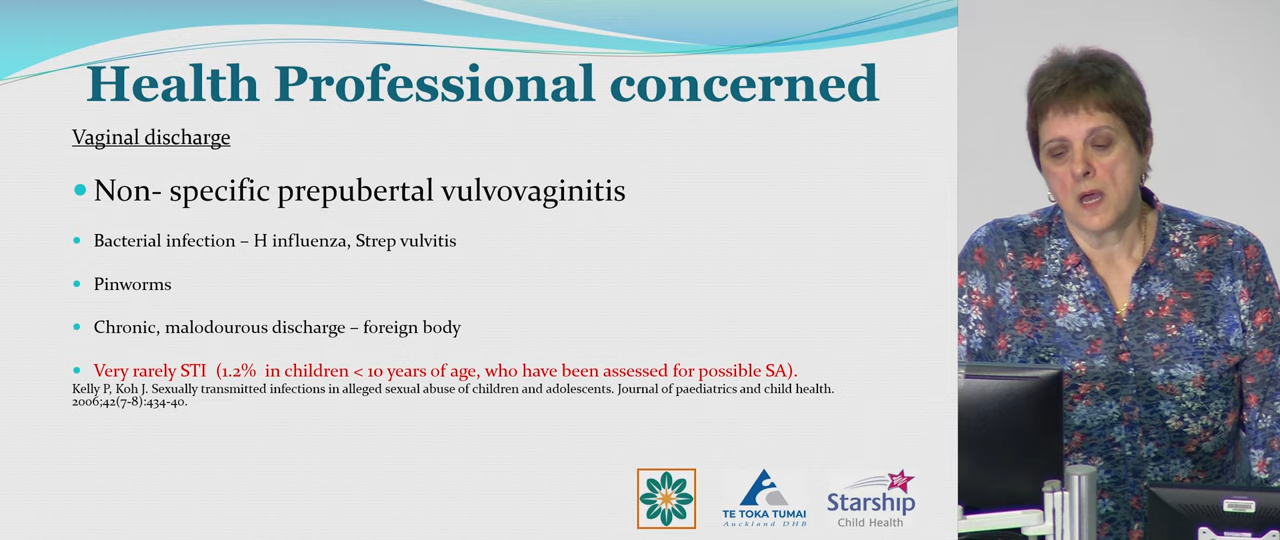 Health Professional concerned
Vaginal discharge
Non- specific prepubertal vulvovaginitis
Bacterial infection – H influenza, Strep vulvitis
Pinworms
Chronic, malodourous discharge – foreign body
Very rarely STI (1.2% in children < 10 years of age, who have been assessed for possible SA).
Kelly P, Koh J. Sexually transmitted infections in alleged sexual abuse of children and adolescents. Journal of paediatrics and child health.
2006;42(7-8):434-40.
TE TOKA TUMAI
Auckland DHB
Starship
Child Health